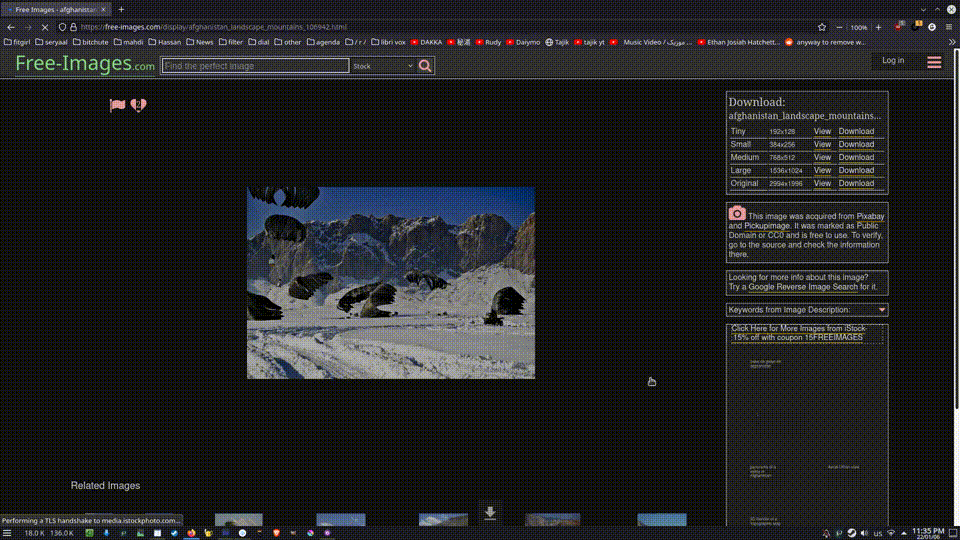 Free Images - afghanistan
https://free-images.com/display/afghanistan_landscape_mountains_106942.html
100%
fitgirl
seryaal
bitchute
mahdi
Hassan
News
filter
dial
other
agenda
/ r /
libri vox
DAKKA
秘道
Rudy
Daiymo
Tajik
tajik yt
Music Video / موزیک ...
Ethan Josiah Hatchett...
anyway to remove w...
Free-Images.com
Find the perfect image
Stock
Log in
Download:
afghanistan_landscape_mountains...
Tiny 192x128 View Download
Small 384x256 View Download
Medium 768x512 View Download
Large 1536x1024 View Download
Original 2994x1996 View Download
This image was acquired from Pixabay
and Pickupimage. It was marked as Public
Domain or CC0 and is free to use. To verify,
go to the source and check the information
there.
Looking for more info about this image?
Try a Google Reverse Image Search for it.
Keywords from Image Description:
Click Here for More Images from iStock-
15% off with coupon 15FREEIMAGES
Related Images
Performing a TLS handshake to media.istockphoto.com...
18.0 K 136.0 K
us
11:35 PM
22/01/06